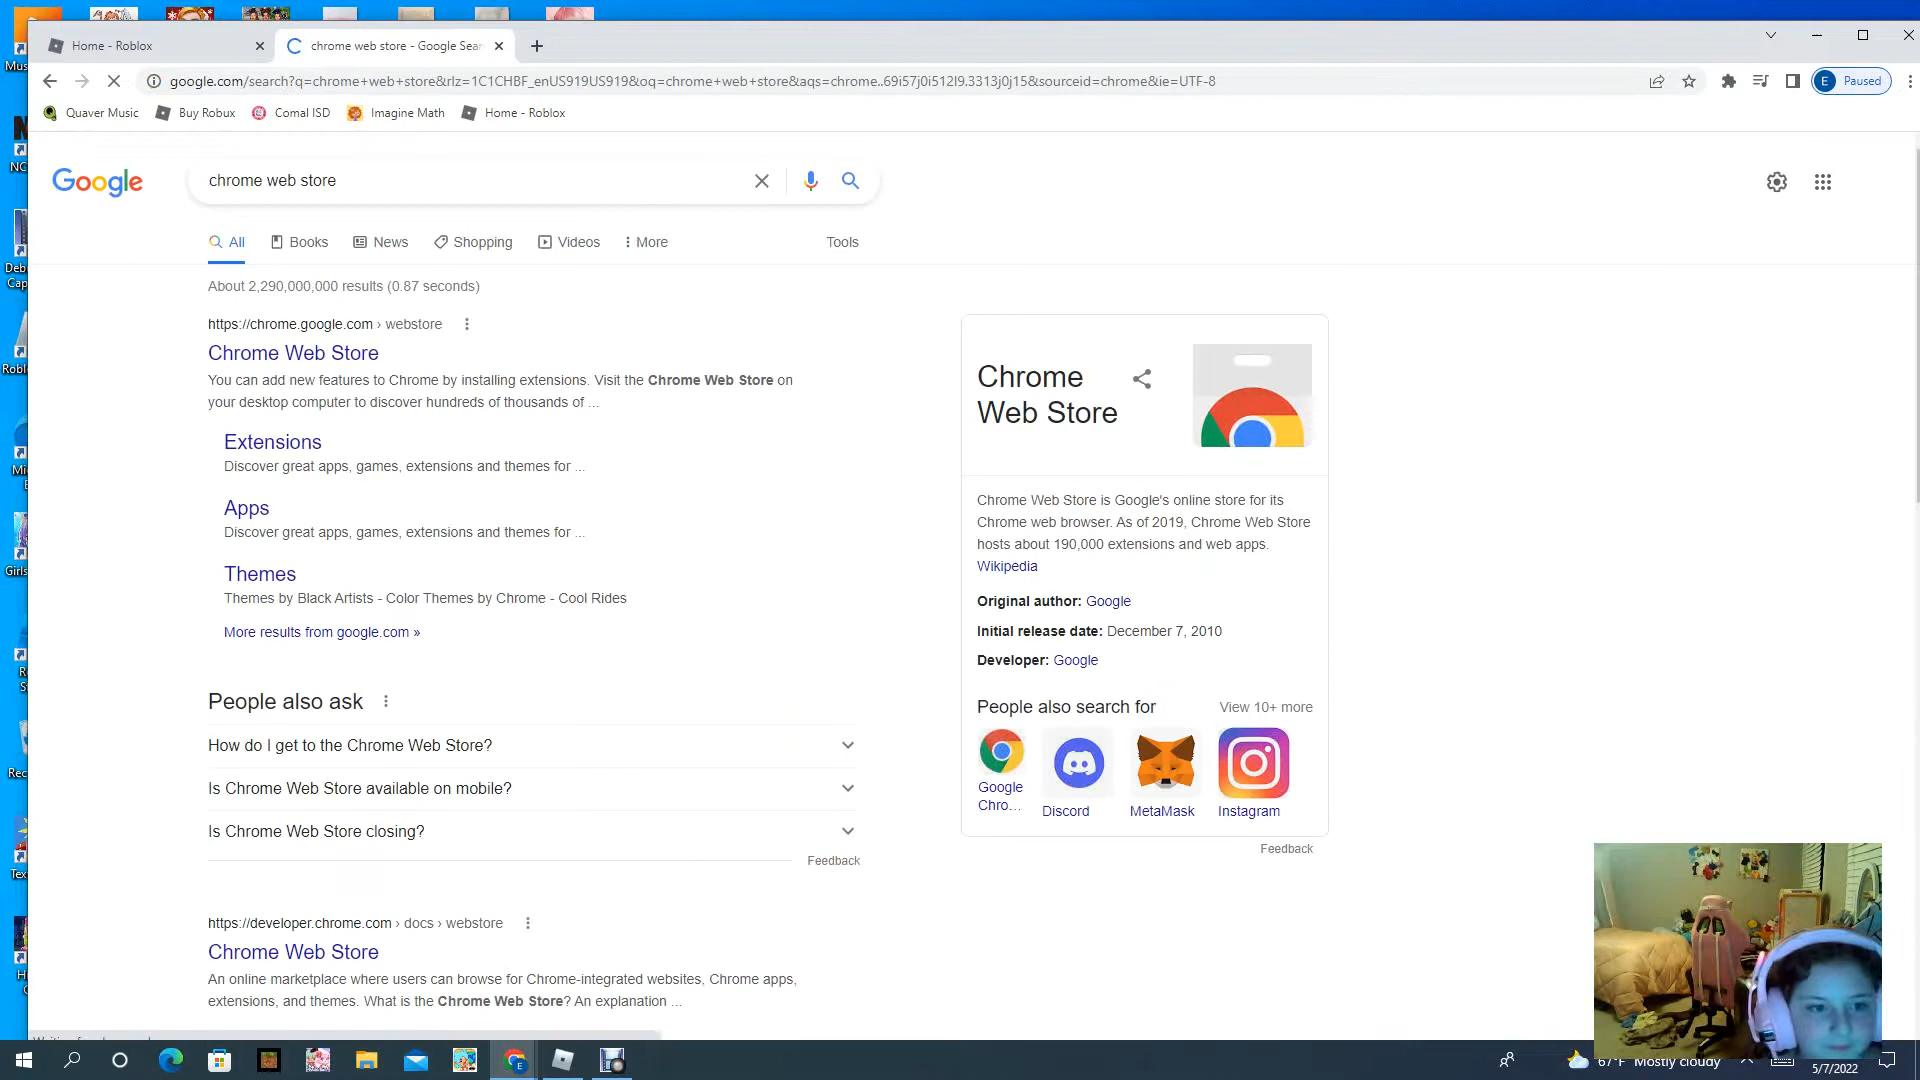 Home - Roblox
chrome web store - Google Sear
google.com/search?q=chrome+web+store&rlz=1C1CHBF_enUS919US919&oq=chrome+web+store&aqs=chrome..69i57j0i512l9.3313j0j15&sourceid=chrome&ie=UTF-8
E Paused
Quaver Music Buy Robux Comal ISD Imagine Math Home - Roblox
Google
chrome web store
All Books News Shopping Videos More Tools
About 2,290,000,000 results (0.87 seconds)
https://chrome.google.com › webstore
Chrome Web Store
You can add new features to Chrome by installing extensions. Visit the Chrome Web Store on
your desktop computer to discover hundreds of thousands of ...
Extensions
Discover great apps, games, extensions and themes for ...
Apps
Discover great apps, games, extensions and themes for ...
Themes
Themes by Black Artists - Color Themes by Chrome - Cool Rides
More results from google.com »
People also ask
How do I get to the Chrome Web Store?
Is Chrome Web Store available on mobile?
Is Chrome Web Store closing?
Feedback
https://developer.chrome.com › docs › webstore
Chrome Web Store
An online marketplace where users can browse for Chrome-integrated websites, Chrome apps,
extensions, and themes. What is the Chrome Web Store? An explanation ...
Chrome
Web Store
Chrome Web Store is Google's online store for its
Chrome web browser. As of 2019, Chrome Web Store
hosts about 190,000 extensions and web apps.
Wikipedia
Original author: Google
Initial release date: December 7, 2010
Developer: Google
People also search for View 10+ more
Google
Chro...
Discord
MetaMask
Instagram
Feedback
67°F Mostly cloudy
5/7/2022